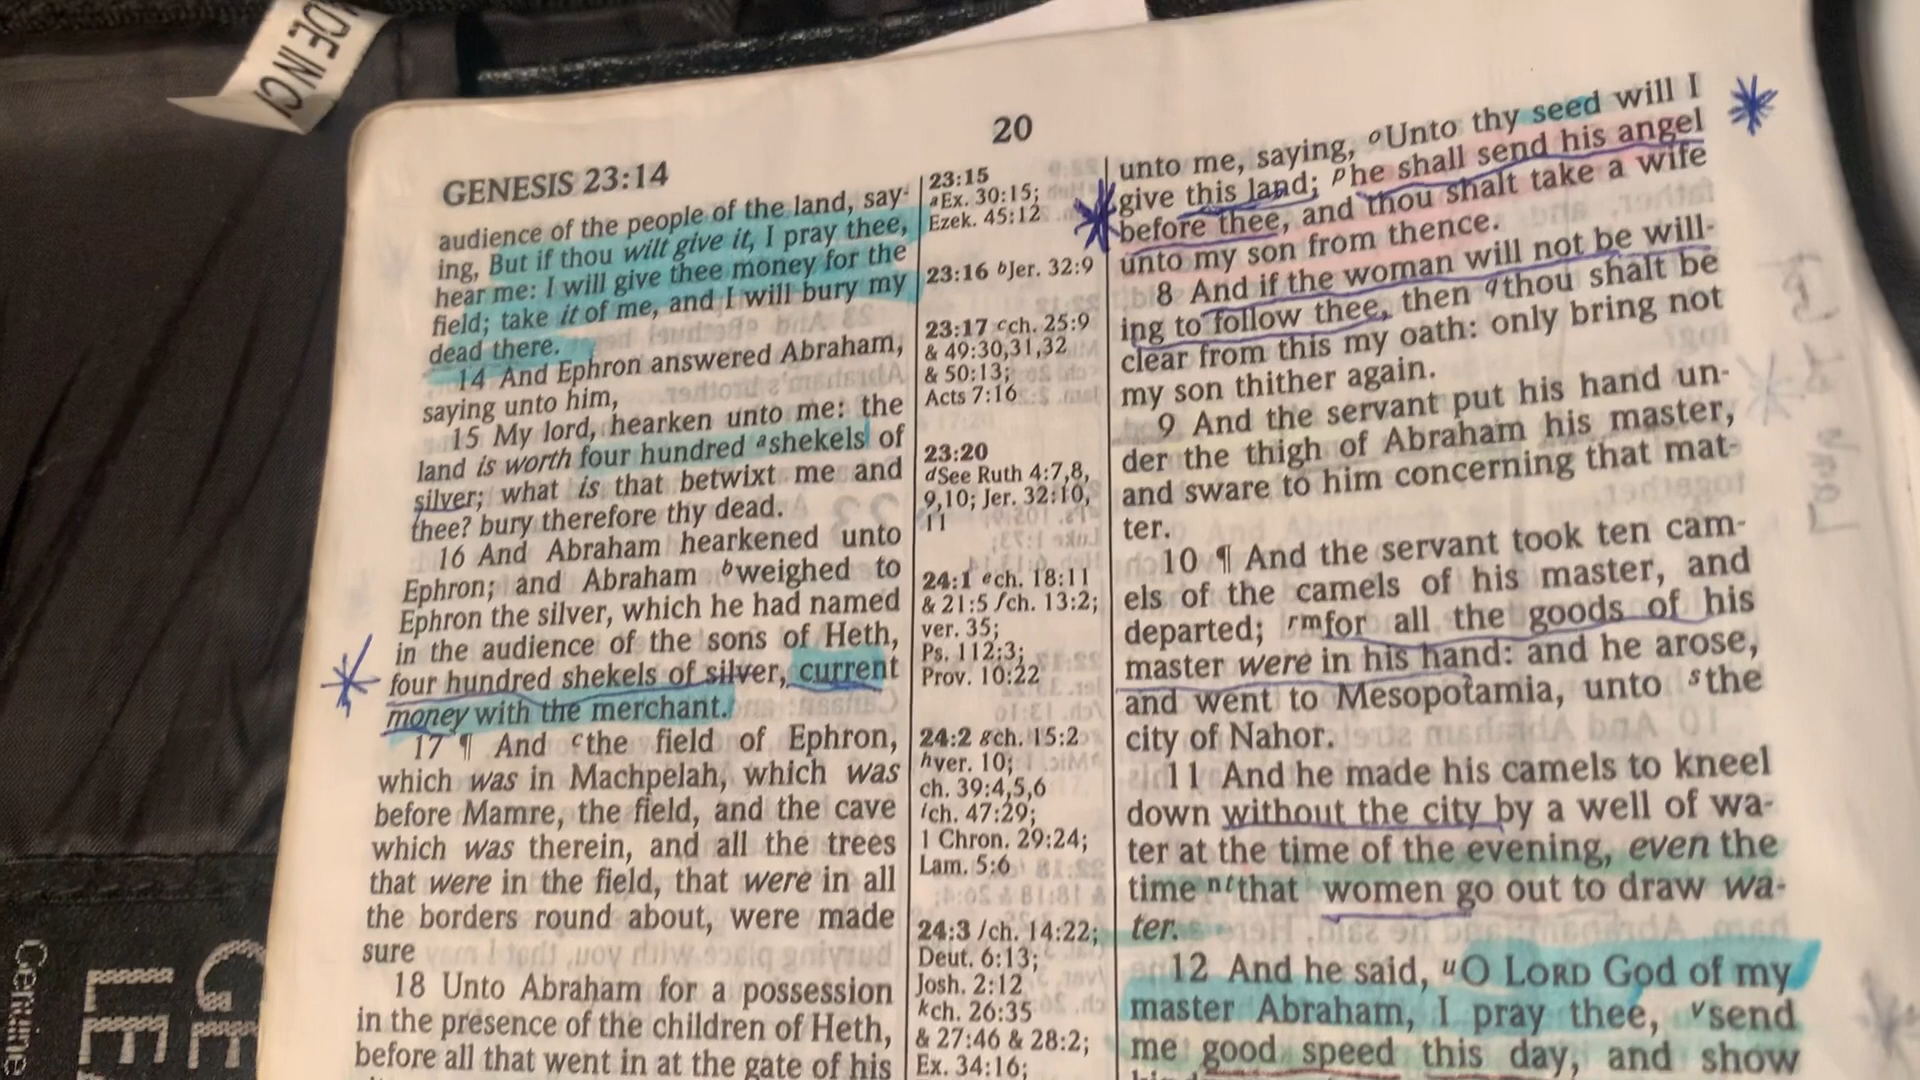 DE IN CI
20
GENESIS 23:14
audience of the people of the land, say-
ing, But if thou wilt give it, I pray thee,
hear me: I will give thee money for the
field; take it of me, and I will bury my
dead there.
14 And Ephron answered Abraham,
saying unto him,
15 My lord, hearken unto me: the
land is worth four hundred ashekels of
silver; what is that betwixt me and
thee? bury therefore thy dead.
16 And Abraham hearkened unto
Ephron; and Abraham bweighed to
Ephron the silver, which he had named
in the audience of the sons of Heth,
four hundred shekels of silver, current
money with the merchant.
17 ¶ And cthe field of Ephron,
which was in Machpelah, which was
before Mamre, the field, and the cave
which was therein, and all the trees
that were in the field, that were in all
the borders round about, were made
sure
18 Unto Abraham for a possession
in the presence of the children of Heth,
before all that went in at the gate of his
23:15
aEx. 30:15;
Ezek. 45:12
23:16 bJer. 32:9
23:17 cch. 25:9
& 49:30,31,32
& 50:13;
Acts 7:16
23:20
dSee Ruth 4:7,8,
9,10; Jer. 32:10,
11
24:1 ech. 18:11
& 21:5 fch. 13:2;
ver. 35;
Ps. 112:3;
Prov. 10:22
24:2 gch. 15:2
hver. 10;
ch. 39:4,5,6
ich. 47:29;
1 Chron. 29:24;
Lam. 5:6
24:3 jch. 14:22;
Deut. 6:13;
Josh. 2:12
kch. 26:35
& 27:46 & 28:2;
Ex. 34:16;
unto me, saying, oUnto thy seed will I
give this land; phe shall send his angel
before thee, and thou shalt take a wife
unto my son from thence.
8 And if the woman will not be will-
ing to follow thee, then qthou shalt be
clear from this my oath: only bring not
my son thither again.
9 And the servant put his hand un-
der the thigh of Abraham his master,
and sware to him concerning that mat-
ter.
10 ¶ And the servant took ten cam-
els of the camels of his master, and
departed; rmfor all the goods of his
master were in his hand: and he arose,
and went to Mesopotamia, unto sthe
city of Nahor.
11 And he made his camels to kneel
down without the city by a well of wa-
ter at the time of the evening, even the
time ntthat women go out to draw wa-
ter.
12 And he said, uO LORD God of my
master Abraham, I pray thee, vsend
me good speed this day, and show
Genuine